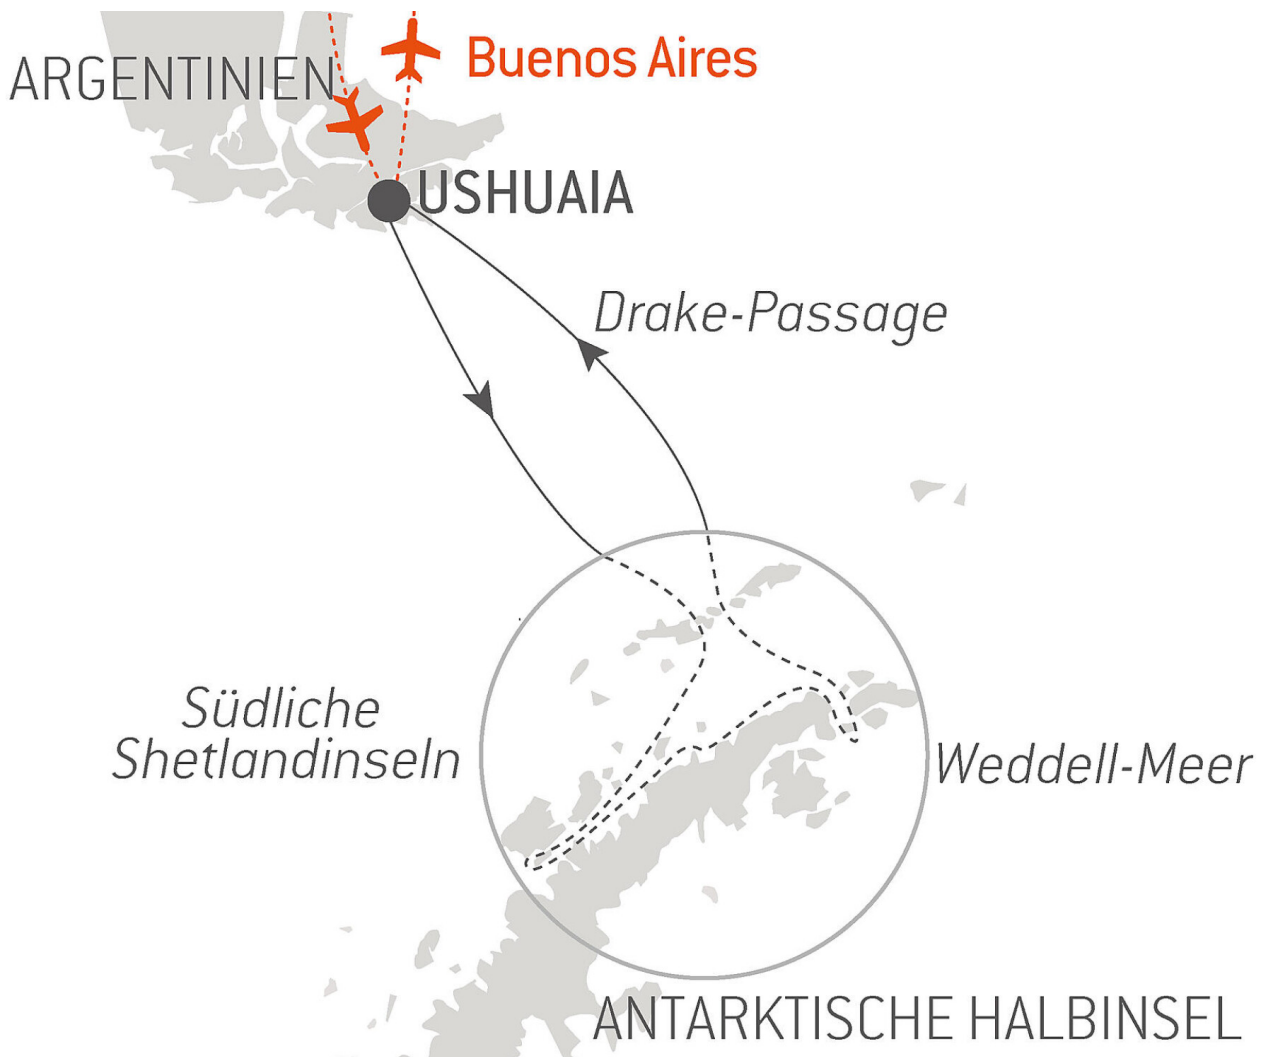 Buenos Aires
ARGENTINIEN
USHUAIA
Drake-Passage
Südliche
Shetlandinseln
Weddell-Meer
ANTARKTISCHE HALBINSEL